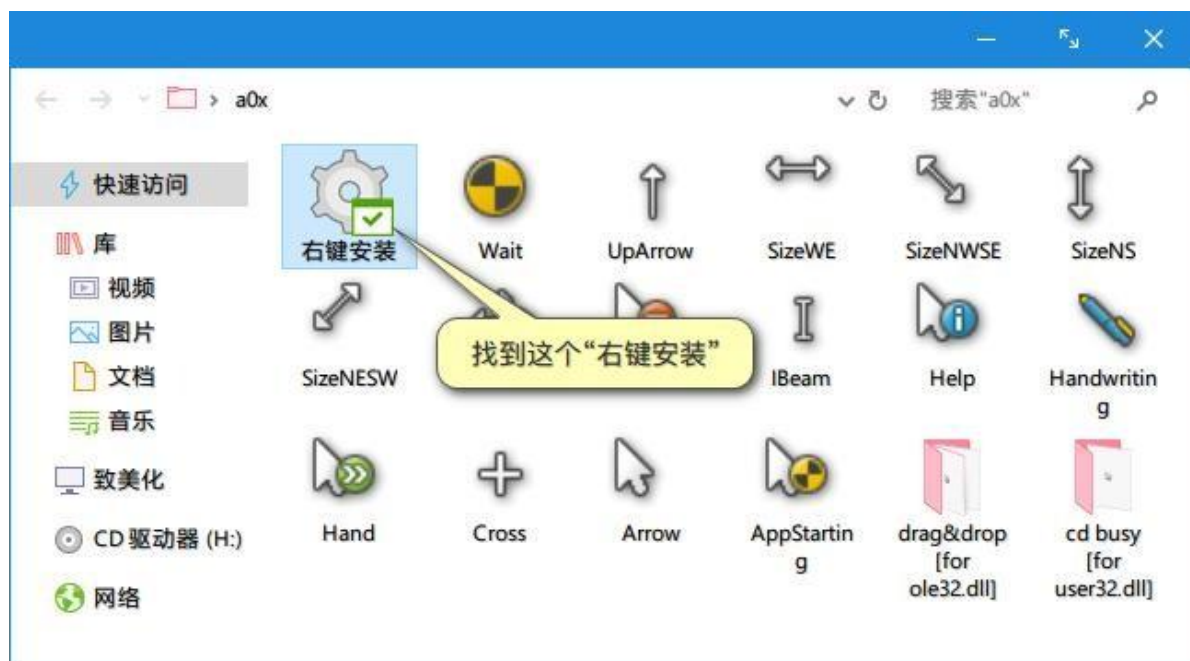 a0x
搜索"a0x"
快速访问
库
视频
图片
文档
音乐
致美化
CD 驱动器 (H:)
网络
右键安装
Wait
UpArrow
SizeWE
SizeNWSE
SizeNS
找到这个“右键安装”
SizeNESW
IBeam
Help
Handwritin
g
Hand
Cross
Arrow
AppStartin
g
drag&drop
[for
ole32.dll]
cd busy
[for
user32.dll]